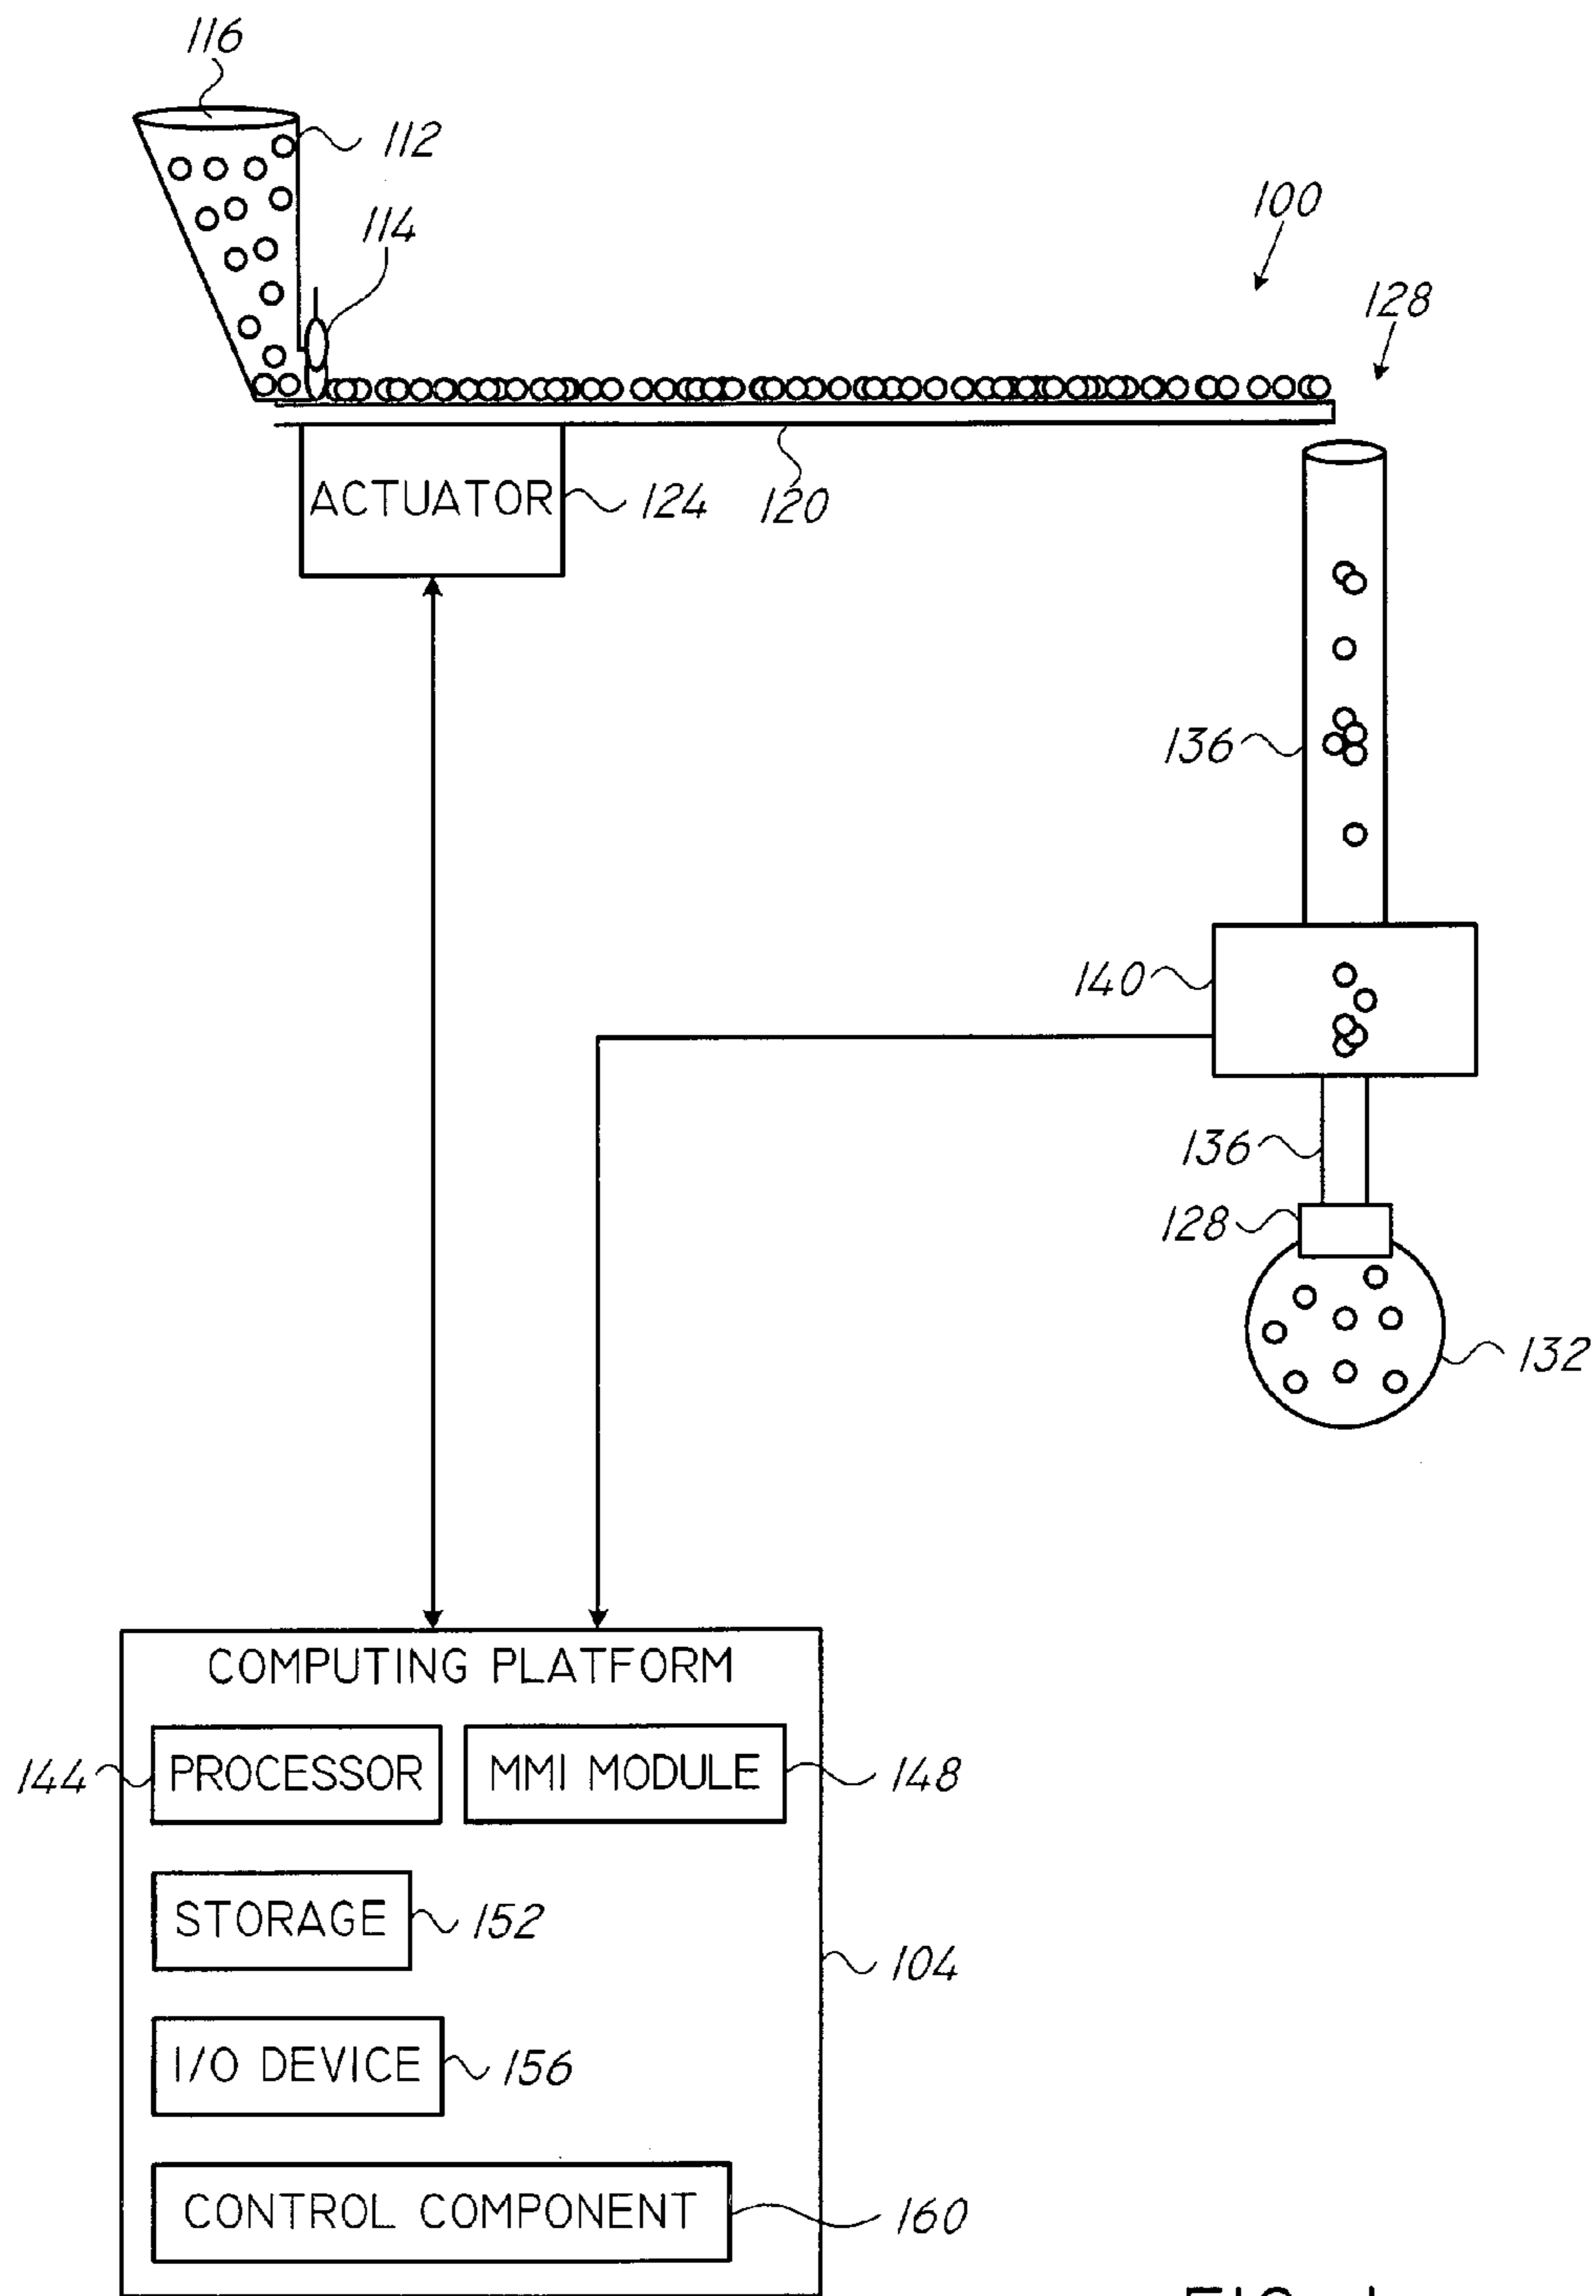 116
112
114
100
128
ACTUATOR
124
120
136
140
136
128
132
COMPUTING PLATFORM
144 PROCESSOR MMI MODULE 148
STORAGE 152
104
I/O DEVICE 156
CONTROL COMPONENT 160